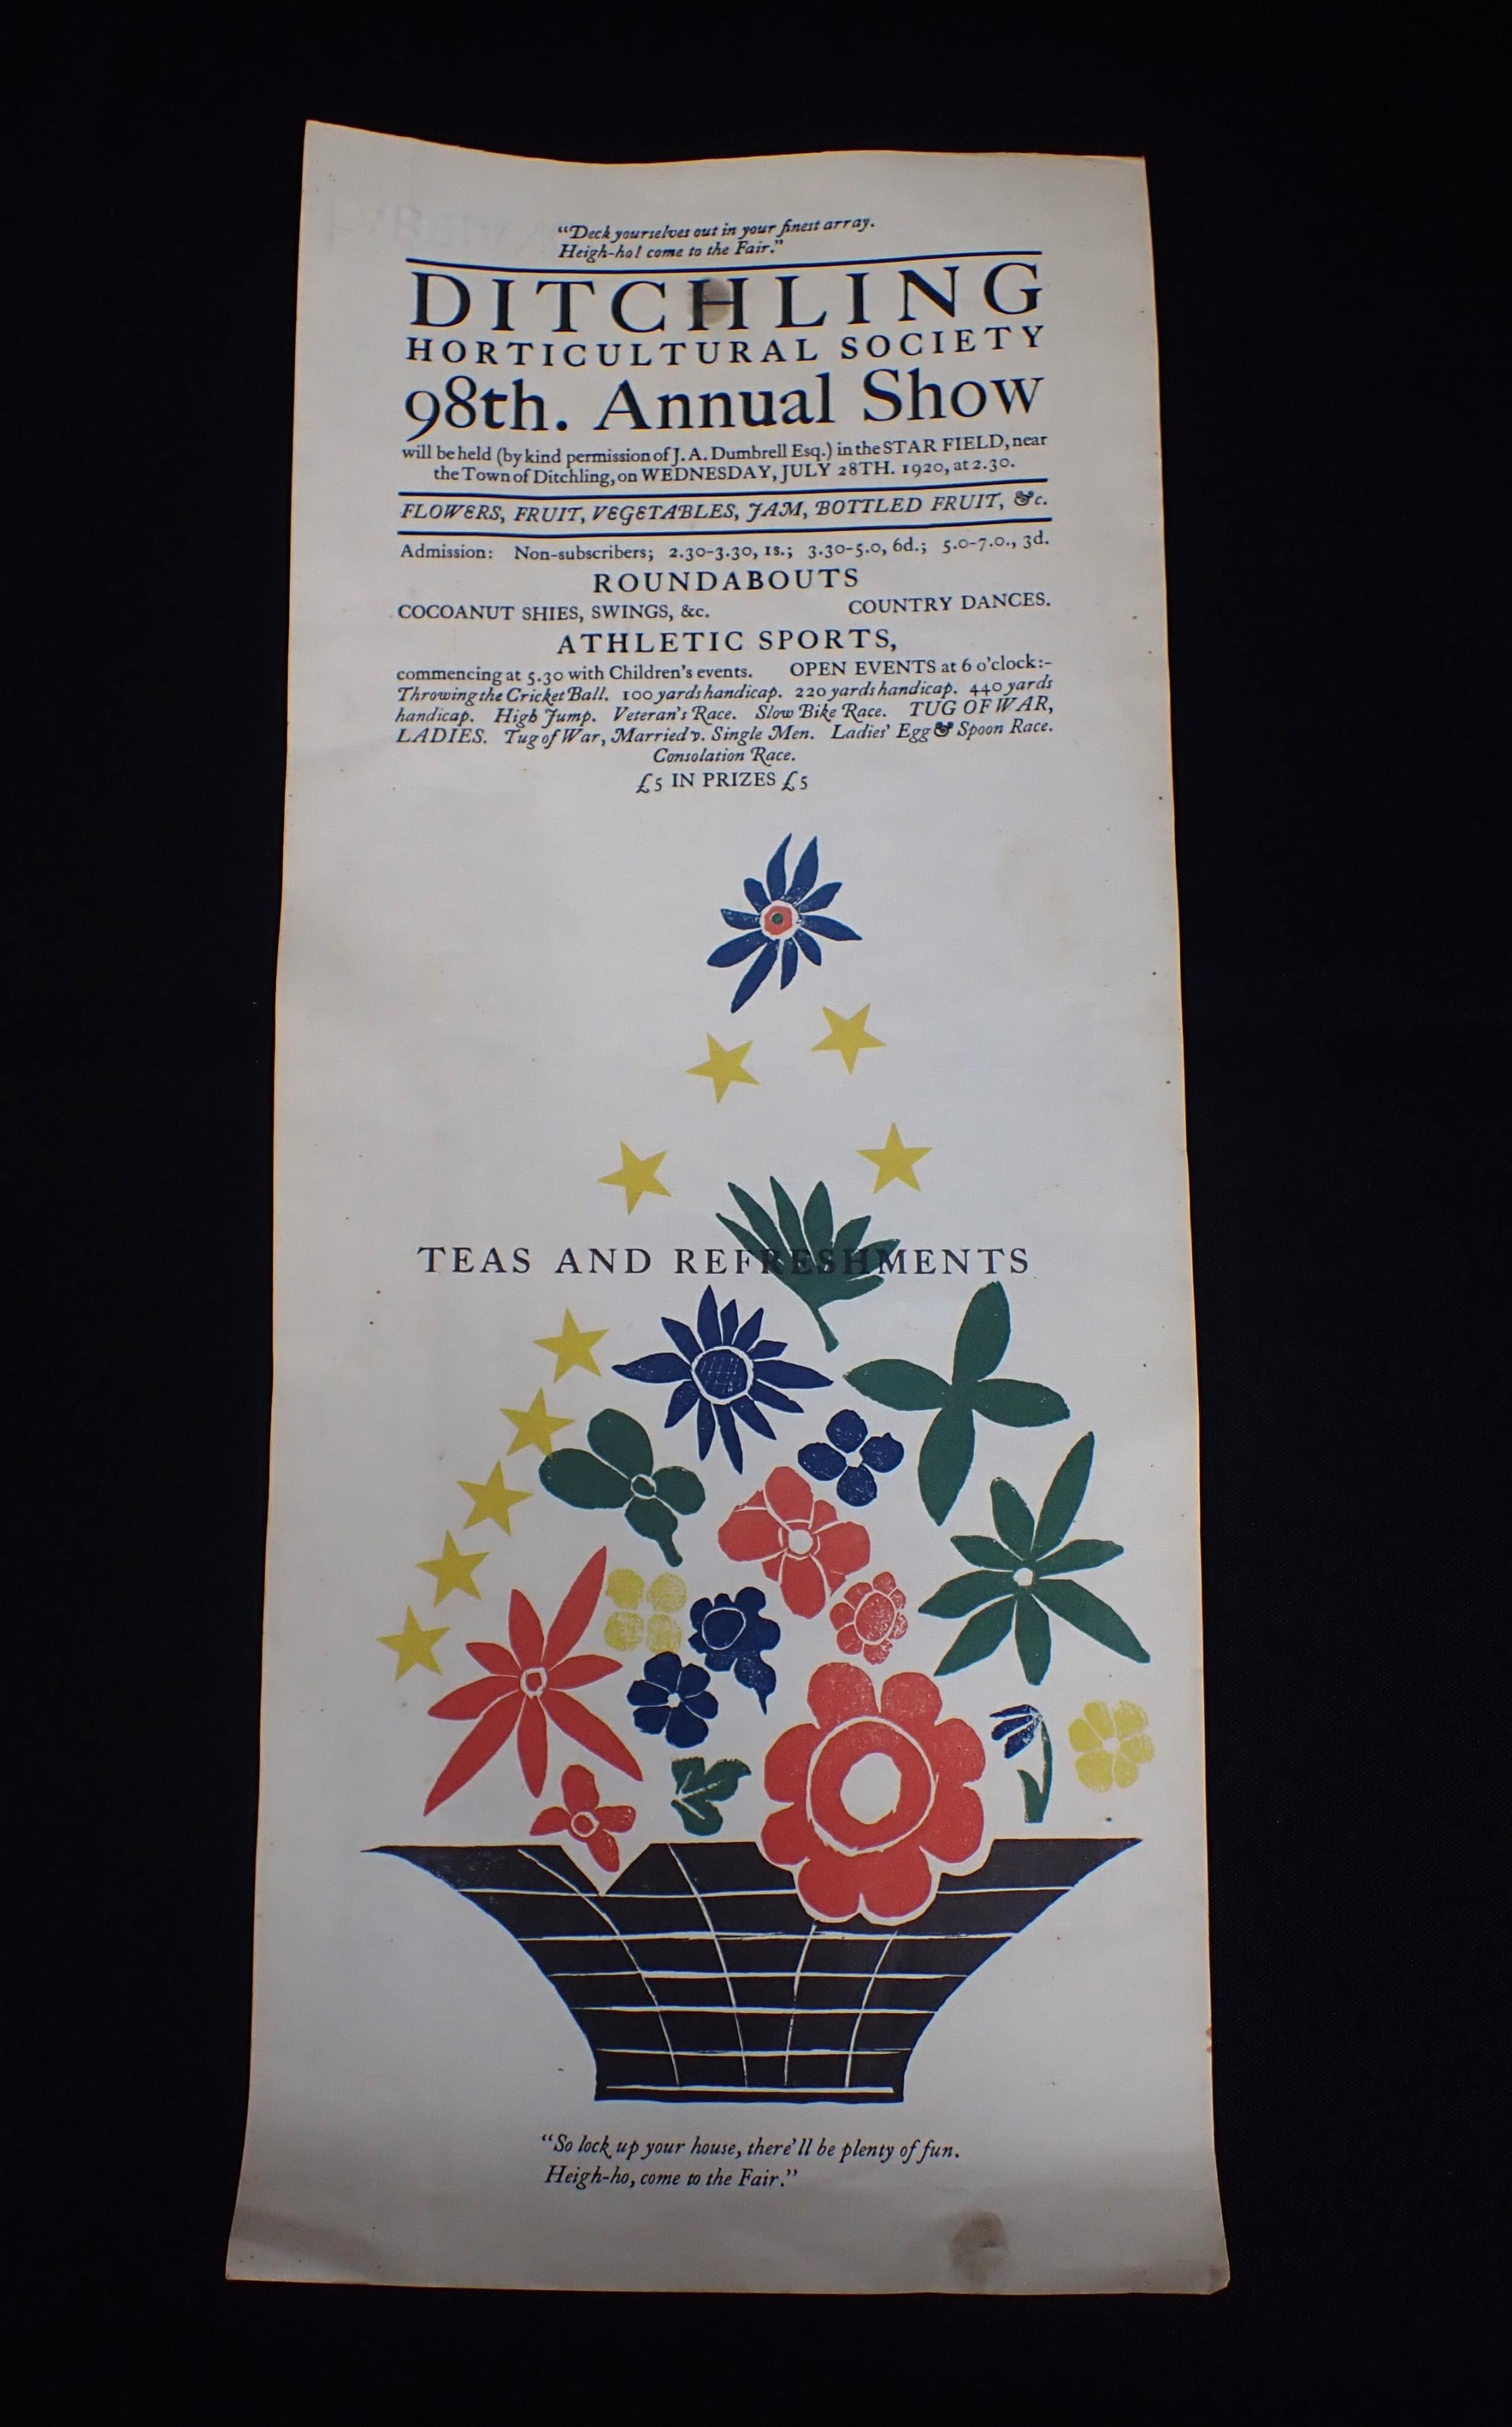 “Deck yourselves out in your finest array.
Heigh-ho! come to the Fair.”
DITCHLING
HORTICULTURAL SOCIETY
98th. Annual Show
will be held (by kind permission of J. A. Dumbrell Esq.) in the STAR FIELD, near
the Town of Ditchling, on WEDNESDAY, JULY 28TH. 1920, at 2.30.
FLOWERS, FRUIT, VEGETABLES, JAM, BOTTLED FRUIT, &c.
Admission: Non-subscribers; 2.30-3.30, 1s.; 3.30-5.0, 6d.; 5.0-7.0., 3d.
ROUNDABOUTS
COCOANUT SHIES, SWINGS, &c. COUNTRY DANCES.
ATHLETIC SPORTS,
commencing at 5.30 with Children’s events. OPEN EVENTS at 6 o’clock:-
Throwing the Cricket Ball. 100 yards handicap. 220 yards handicap. 440 yards
handicap. High Jump. Veteran’s Race. Slow Bike Race. TUG OF WAR,
LADIES. Tug of War, Married v. Single Men. Ladies’ Egg & Spoon Race.
Consolation Race.
£5 IN PRIZES £5
TEAS AND REFRESHMENTS
“So lock up your house, there’ll be plenty of fun.
Heigh-ho, come to the Fair.”